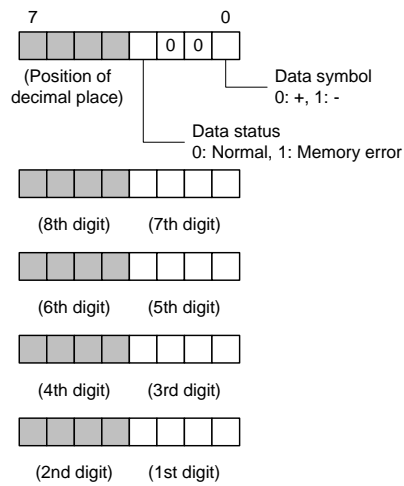 7 0
0 0
(Position of
decimal place)
Data symbol
0: +, 1: -
Data status
0: Normal, 1: Memory error
(8th digit) (7th digit)
(6th digit) (5th digit)
(4th digit) (3rd digit)
(2nd digit) (1st digit)